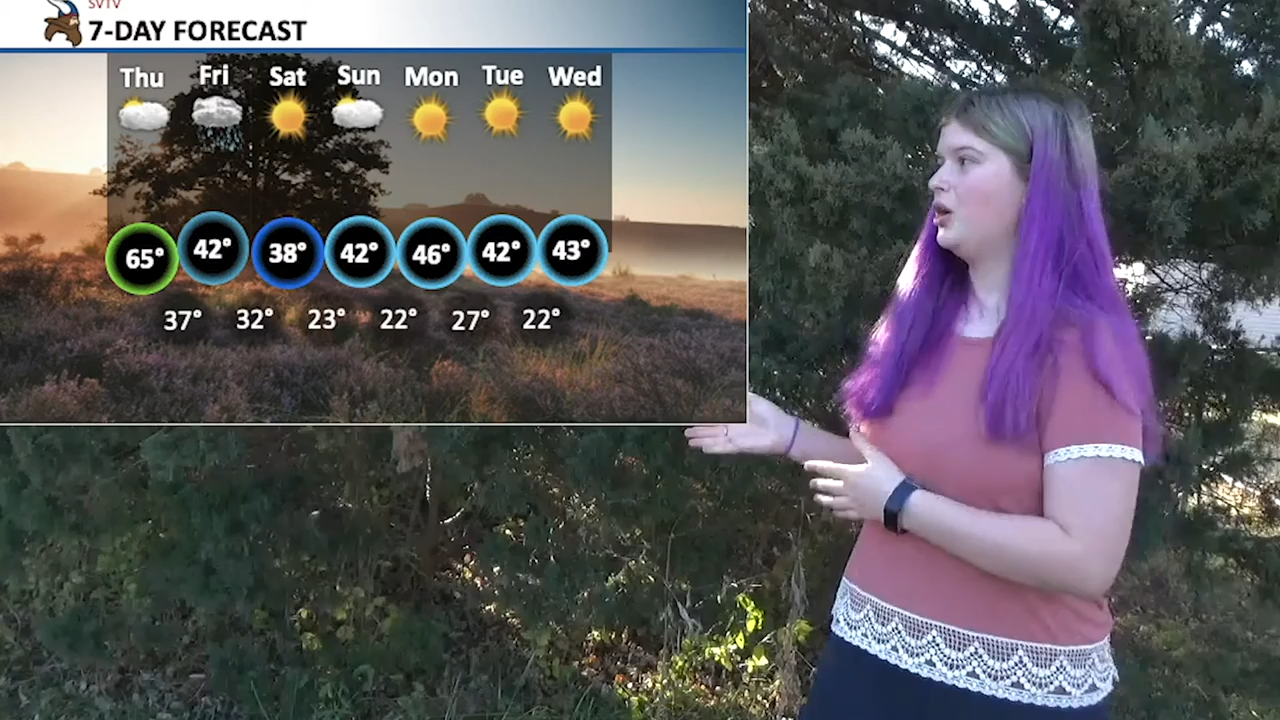 SVTV
7-DAY FORECAST
Thu Fri Sat Sun Mon Tue Wed
65° 42° 38° 42° 46° 42° 43°
37° 32° 23° 22° 27° 22°